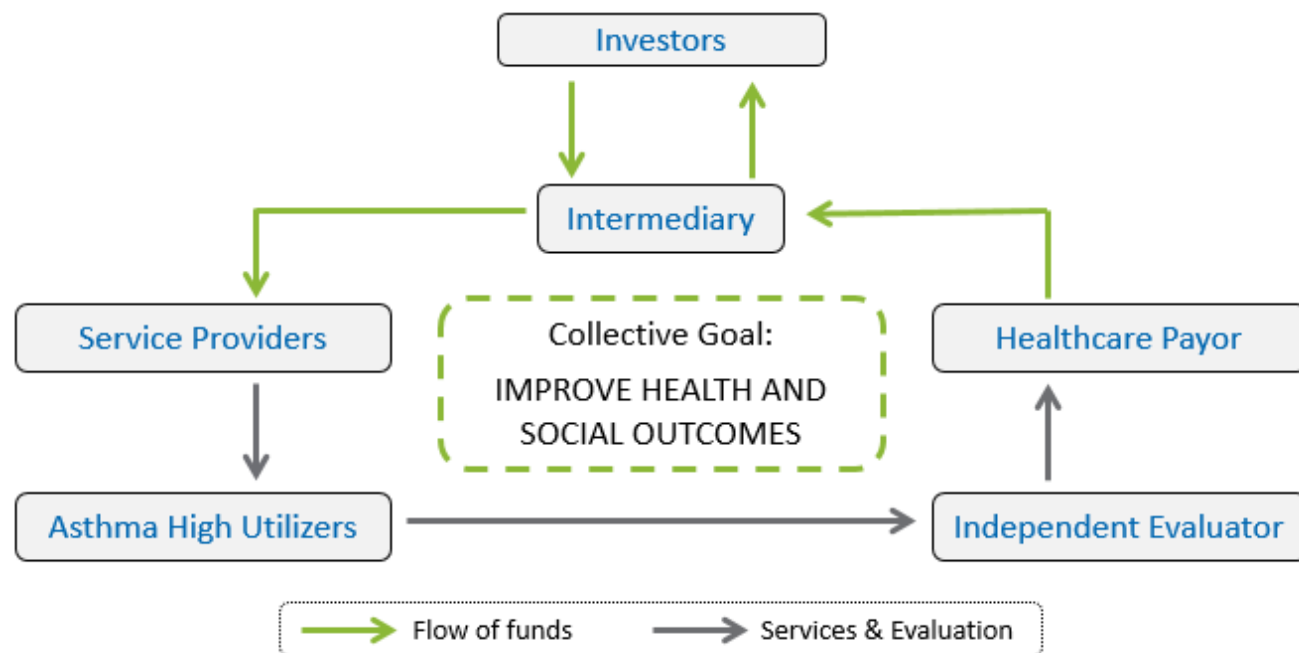 Investors
Intermediary
Service Providers
Collective Goal:
IMPROVE HEALTH AND
SOCIAL OUTCOMES
Healthcare Payor
Asthma High Utilizers
Independent Evaluator
Flow of funds
Services & Evaluation